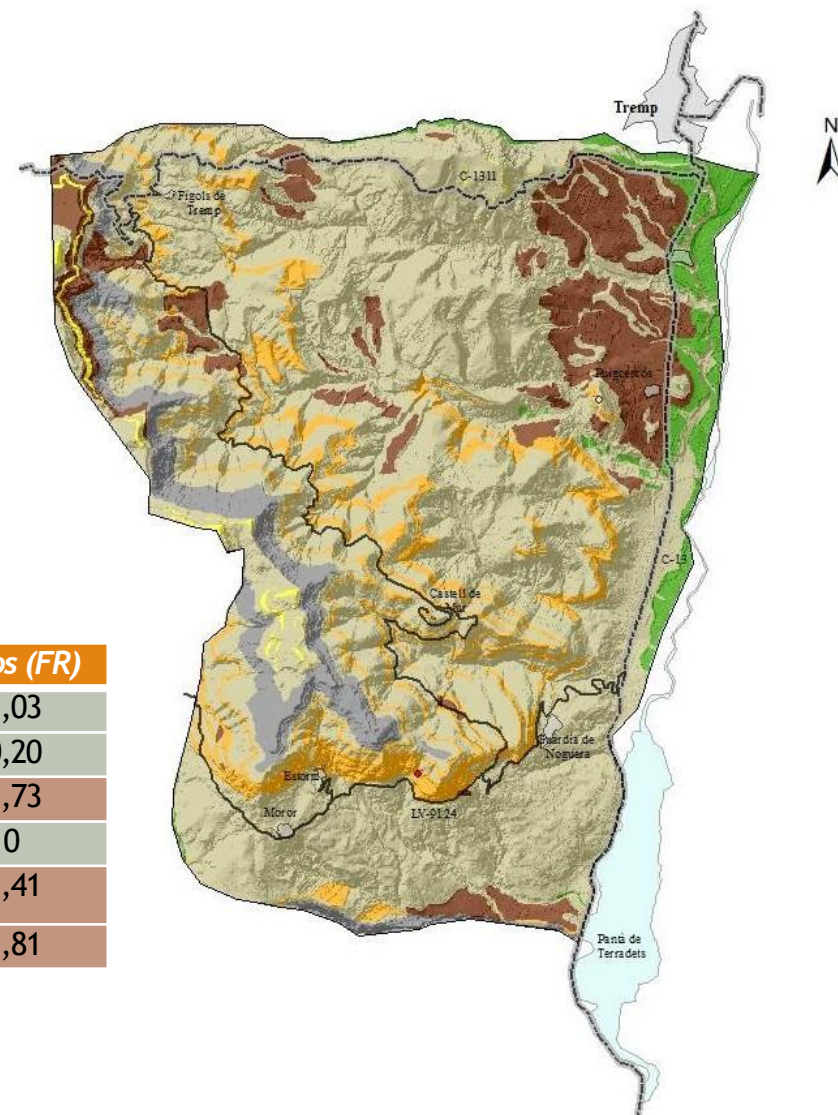 Tremp
N
C-1311
Fígols de
Tremp
Puigcercós
C-13
Castell de
Mur
os (FR)
,03
,20
,73
0
,41
,81
Guàrdia de
Noguera
Estorm
Moror
LV-9124
Pantà de
Terradets